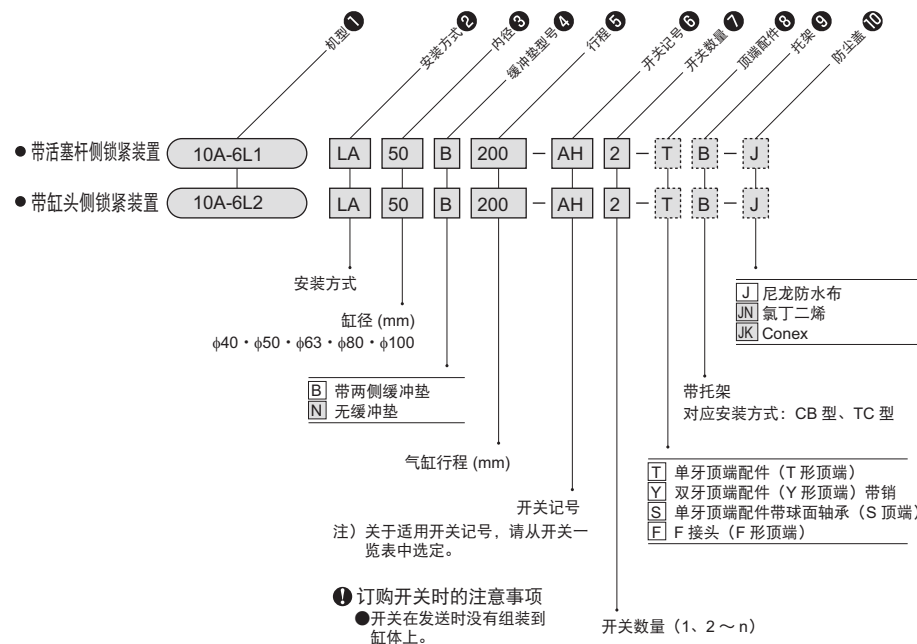 机型❶
安装方式❷
内径❸
缓冲垫型号❹
行程❺
开关记号❻
开关数量❼
顶端配件❽
托架❾
防尘盖❿
● 带活塞杆侧锁紧装置 10A-6L1 LA 50 B 200 － AH 2 － T B － J
● 带缸头侧锁紧装置 10A-6L2 LA 50 B 200 － AH 2 － T B － J
安装方式
缸径 (mm)
ϕ40・ϕ50・ϕ63・ϕ80・ϕ100
B 带两侧缓冲垫
N 无缓冲垫
气缸行程 (mm)
开关记号
注）关于适用开关记号，请从开关一
览表中选定。
订购开关时的注意事项
●开关在发送时没有组装到
缸体上。
开关数量（1、2 ～ n）
J 尼龙防水布
JN 氯丁二烯
JK Conex
带托架
对应安装方式：CB 型、TC 型
T 单牙顶端配件（T 形顶端）
Y 双牙顶端配件（Y 形顶端）带销
S 单牙顶端配件带球面轴承（S 顶端）
F F 接头（F 形顶端）